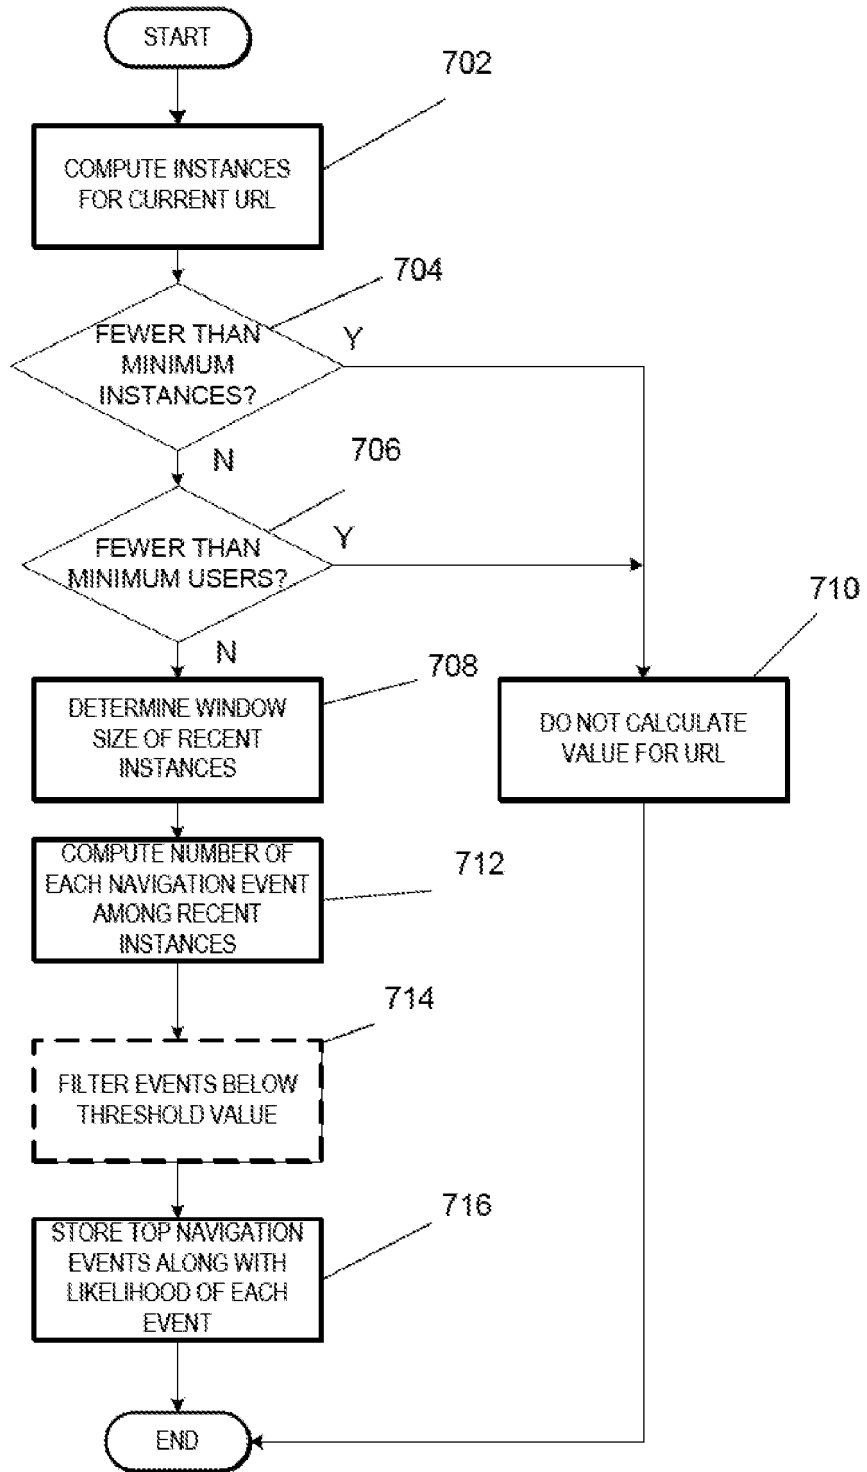 START
702
COMPUTE INSTANCES
FOR CURRENT URL
704
FEWER THAN
MINIMUM
INSTANCES?
Y
N
706
FEWER THAN
MINIMUM USERS?
Y
N
708
DETERMINE WINDOW
SIZE OF RECENT
INSTANCES
710
DO NOT CALCULATE
VALUE FOR URL
712
COMPUTE NUMBER OF
EACH NAVIGATION EVENT
AMONG RECENT
INSTANCES
714
FILTER EVENTS BELOW
THRESHOLD VALUE
716
STORE TOP NAVIGATION
EVENTS ALONG WITH
LIKELIHOOD OF EACH
EVENT
END